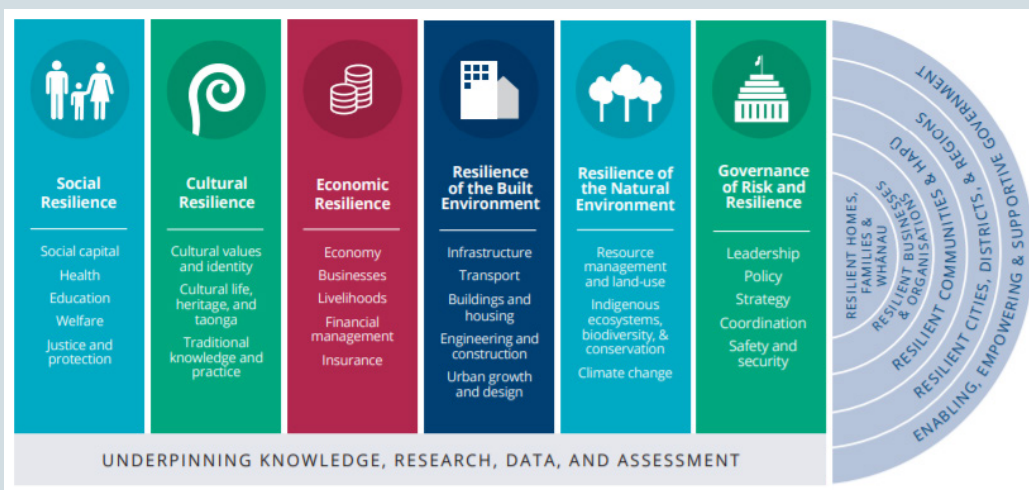 Social
Resilience
Social capital
Health
Education
Welfare
Justice and
protection
Cultural
Resilience
Cultural values
and identity
Cultural life,
heritage, and
taonga
Traditional
knowledge and
practice
Economic
Resilience
Economy
Businesses
Livelihoods
Financial
management
Insurance
Resilience
of the Built
Environment
Infrastructure
Transport
Buildings and
housing
Engineering and
construction
Urban growth
and design
Resilience of
the Natural
Environment
Resource
management
and land-use
Indigenous
ecosystems,
biodiversity, &
conservation
Climate change
Governance
of Risk and
Resilience
Leadership
Policy
Strategy
Coordination
Safety and
security
RESILIENT HOMES,
FAMILIES &
WHĀNAU
RESILIENT BUSINESSES
& ORGANISATIONS
RESILIENT COMMUNITIES & HAPŪ
RESILIENT CITIES, DISTRICTS, & REGIONS
ENABLING, EMPOWERING & SUPPORTIVE GOVERNMENT
UNDERPINNING KNOWLEDGE, RESEARCH, DATA, AND ASSESSMENT